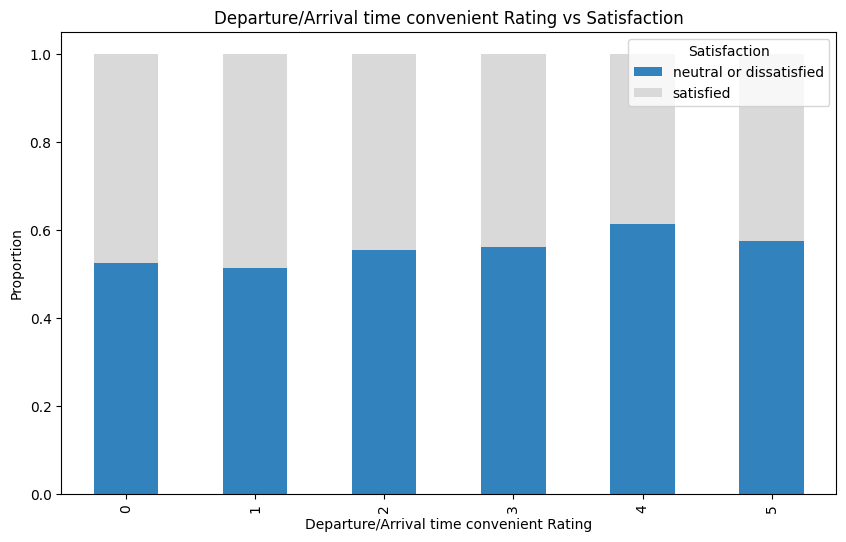 Departure/Arrival time convenient Rating vs Satisfaction
Satisfaction
neutral or dissatisfied
satisfied
Proportion
1.0
0.8
0.6
0.4
0.2
0.0
0
1
2
3
4
5
Departure/Arrival time convenient Rating